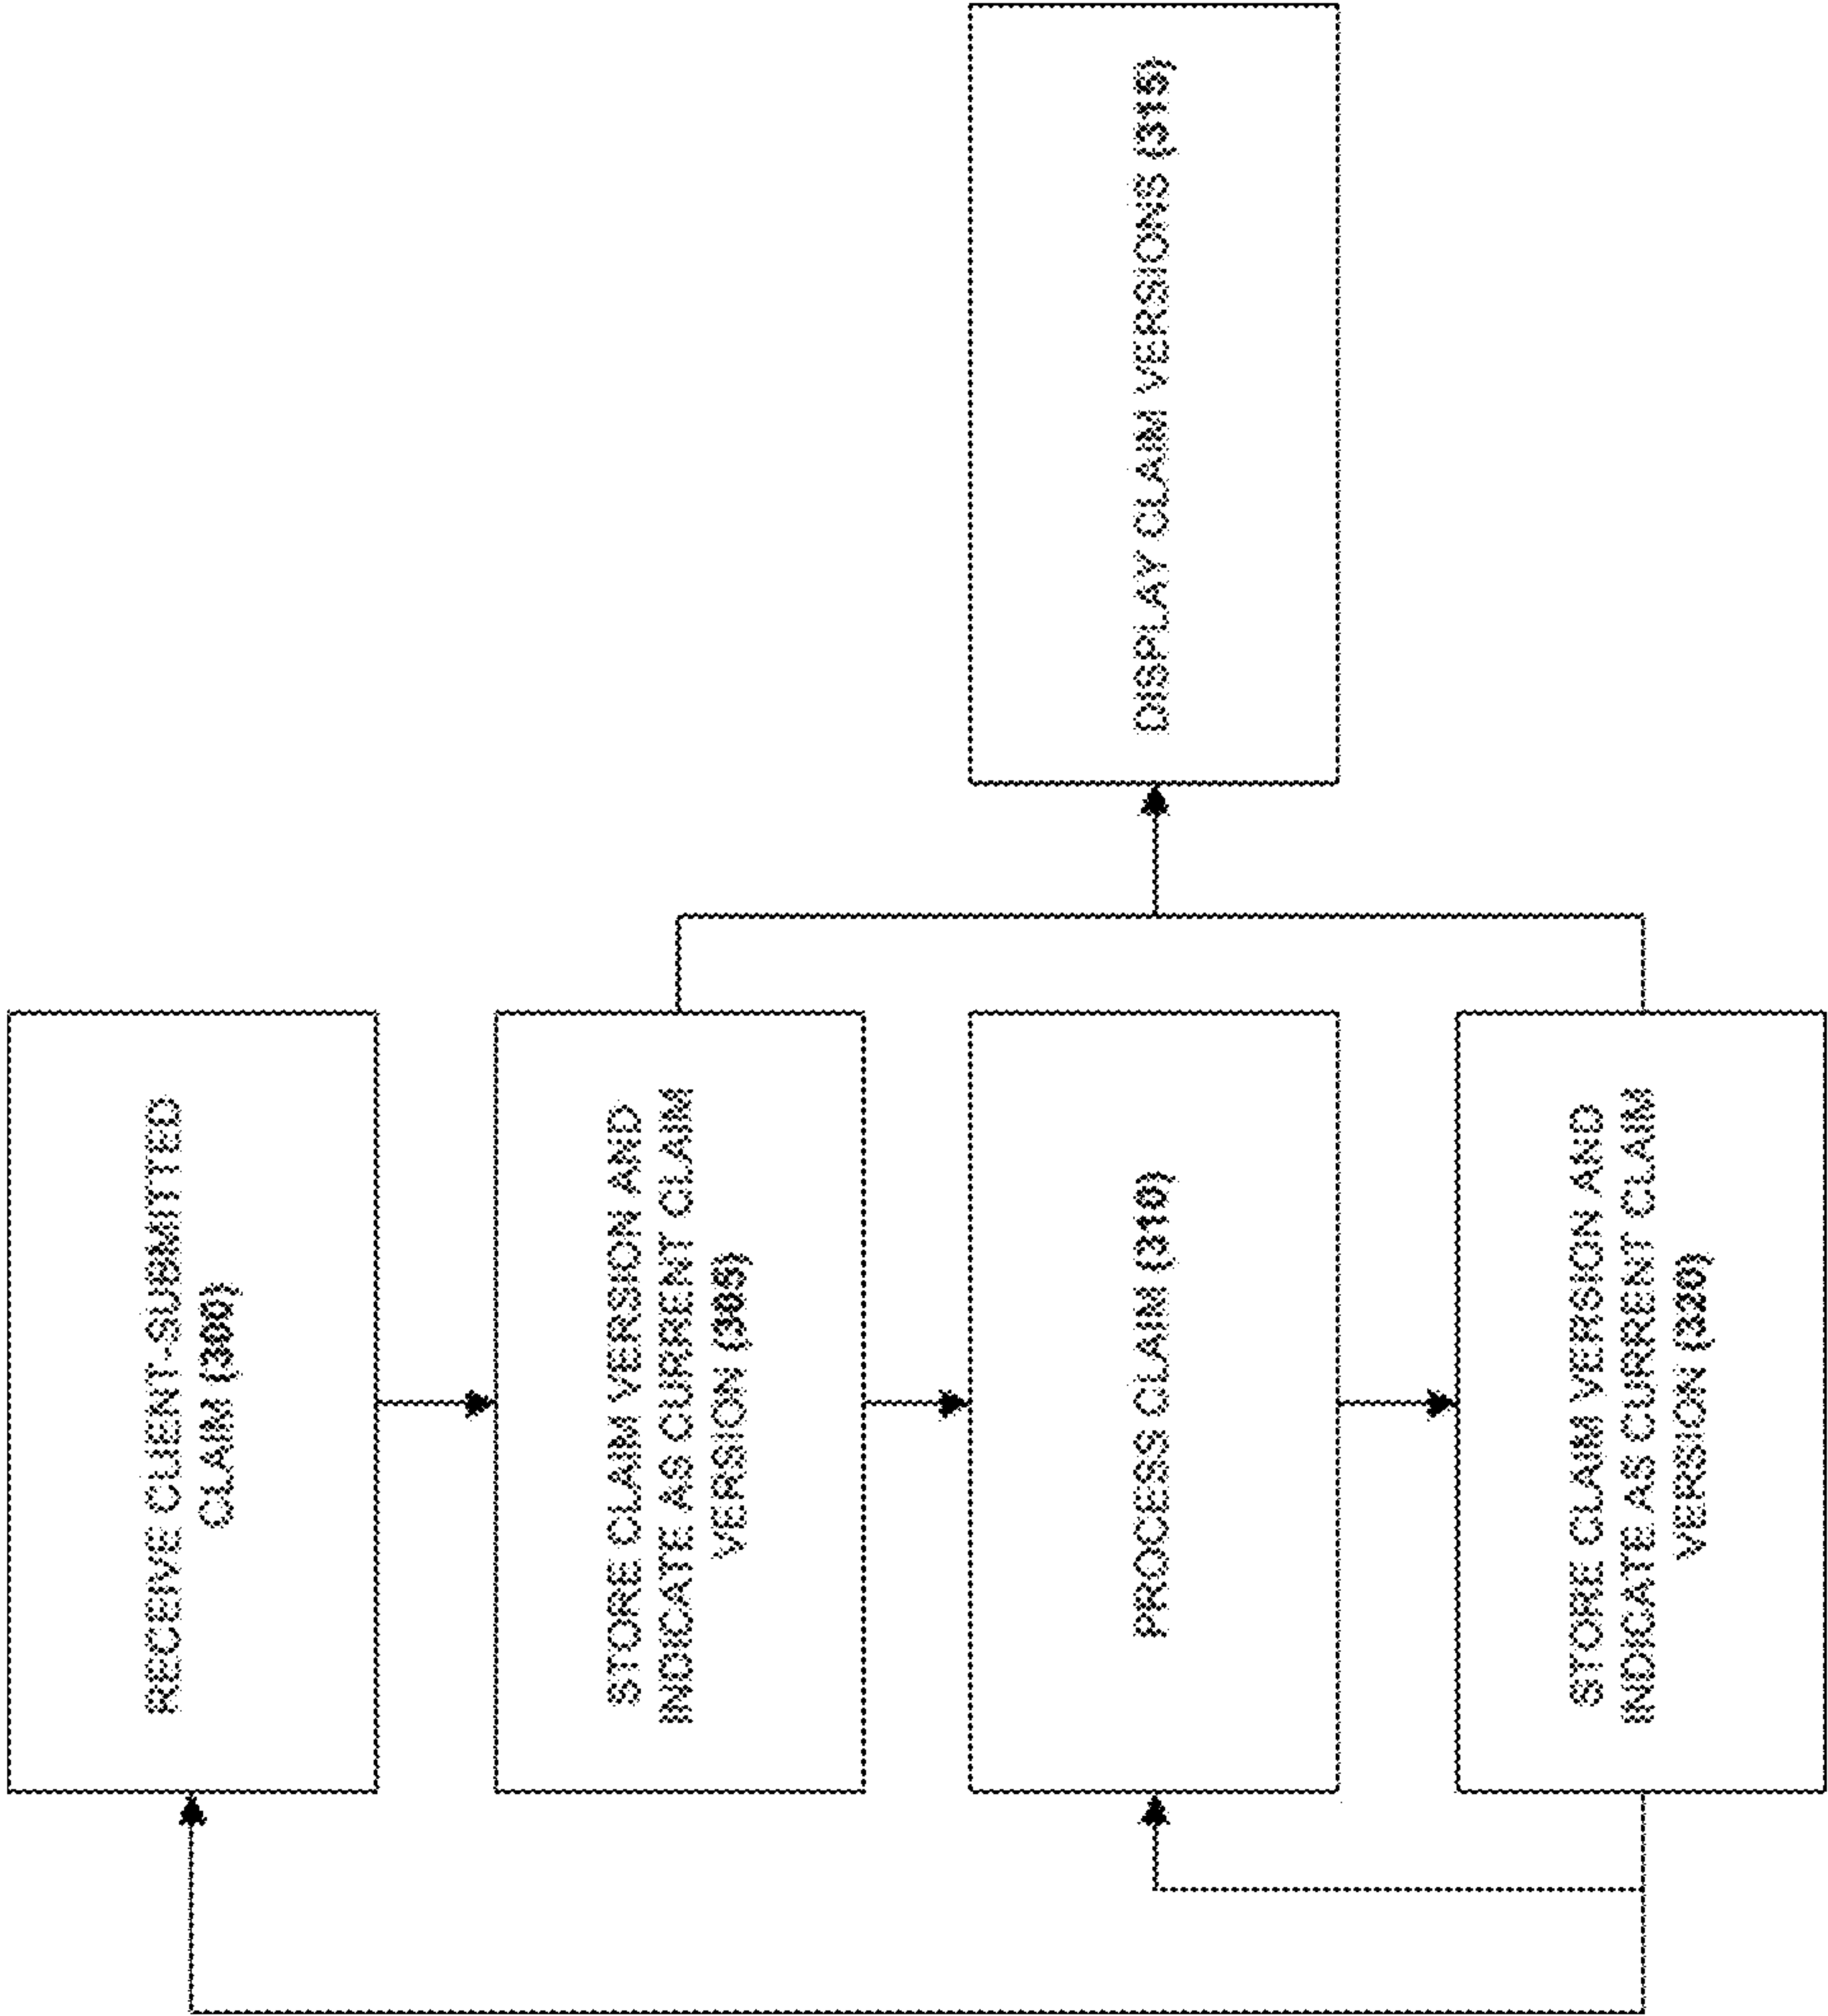 RECEIVE CLIENT-SUBMITTED
CLAIM (300)
STORE CLAIM VERSION AND
INDICATE AS CURRENT CLAIM
VERSION (305)
PROCESS CLAIM (310)
STORE CLAIM VERSION AND
INDICATE AS CURRENT CLAIM
VERSION (320)
DISPLAY CLAIM VERSIONS (315)